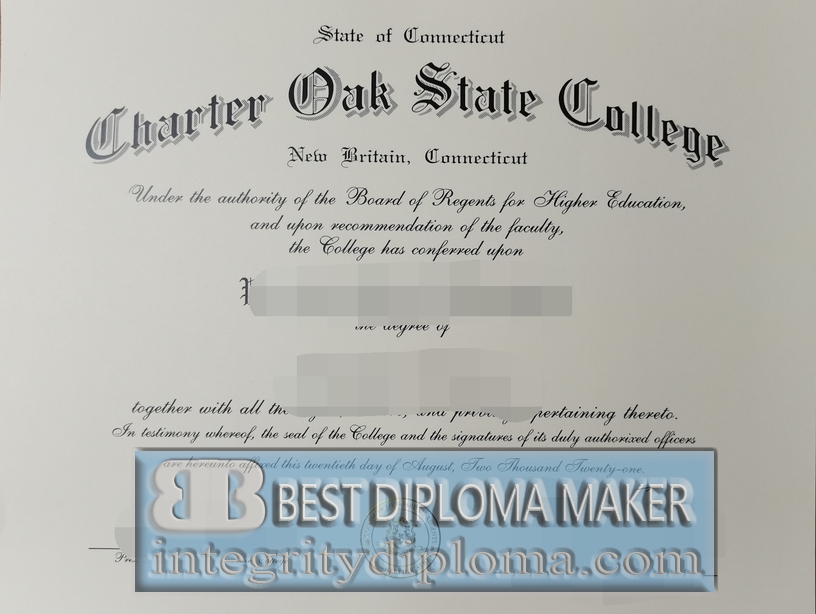 State of Connecticut
Charter Oak State College
New Britain, Connecticut
Under the authority of the Board of Regents for Higher Education,
and upon recommendation of the faculty,
the College has conferred upon
the degree of
together with all the pertaining thereto.
In testimony whereof, the seal of the College and the signatures of its duly authorized officers
are hereunto affixed this twentieth day of August, Two Thousand Twenty-one.
BB BEST DIPLOMA MAKER
integritydiploma.com